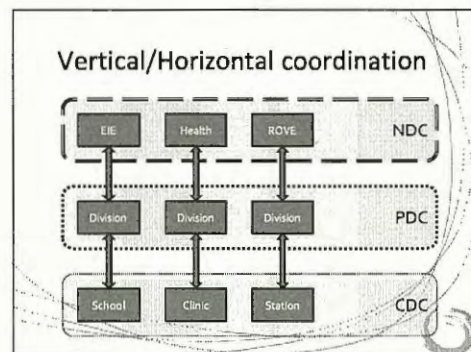 Vertical/Horizontal coordination
EIE Health ROVE NDC
Division Division Division PDC
School Clinic Station CDC